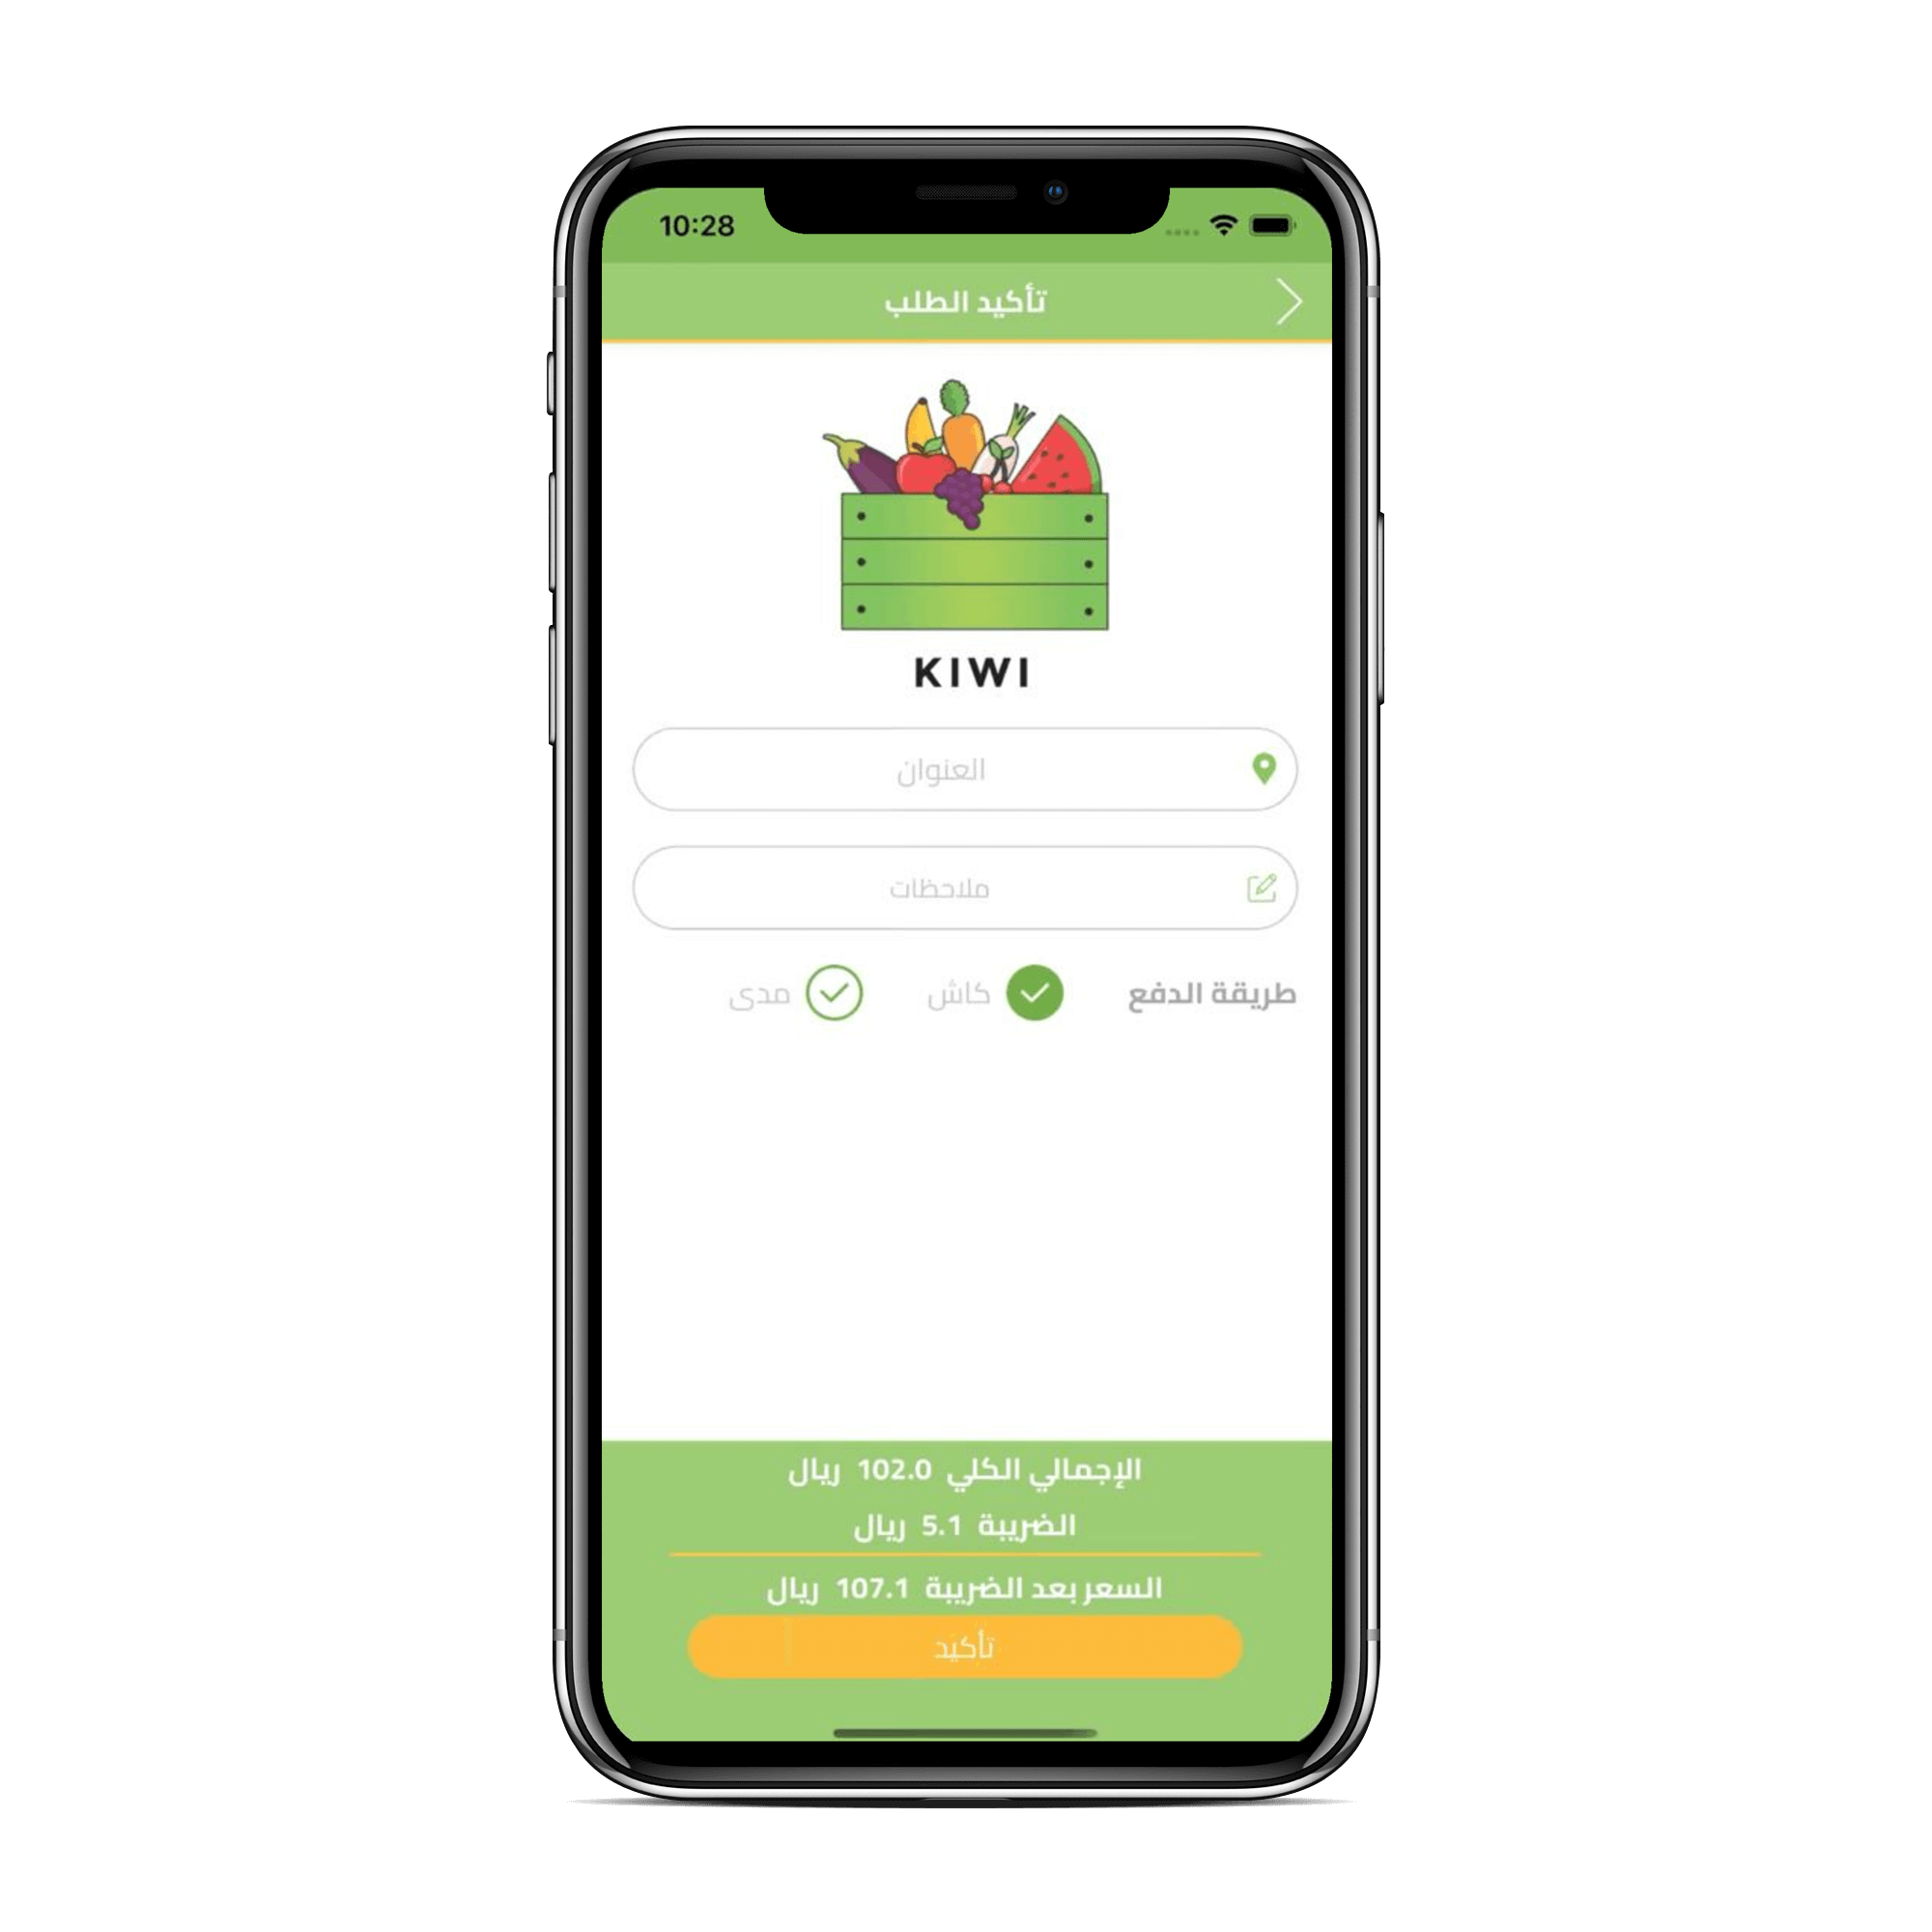 10:28
تأكيد الطلب
KIWI
العنوان
ملاحظات
طريقة الدفع كاش مدى
الإجمالي الكلي 102.0 ريال
الضريبة 5.1 ريال
السعر بعد الضريبة 107.1 ريال
تأكيد